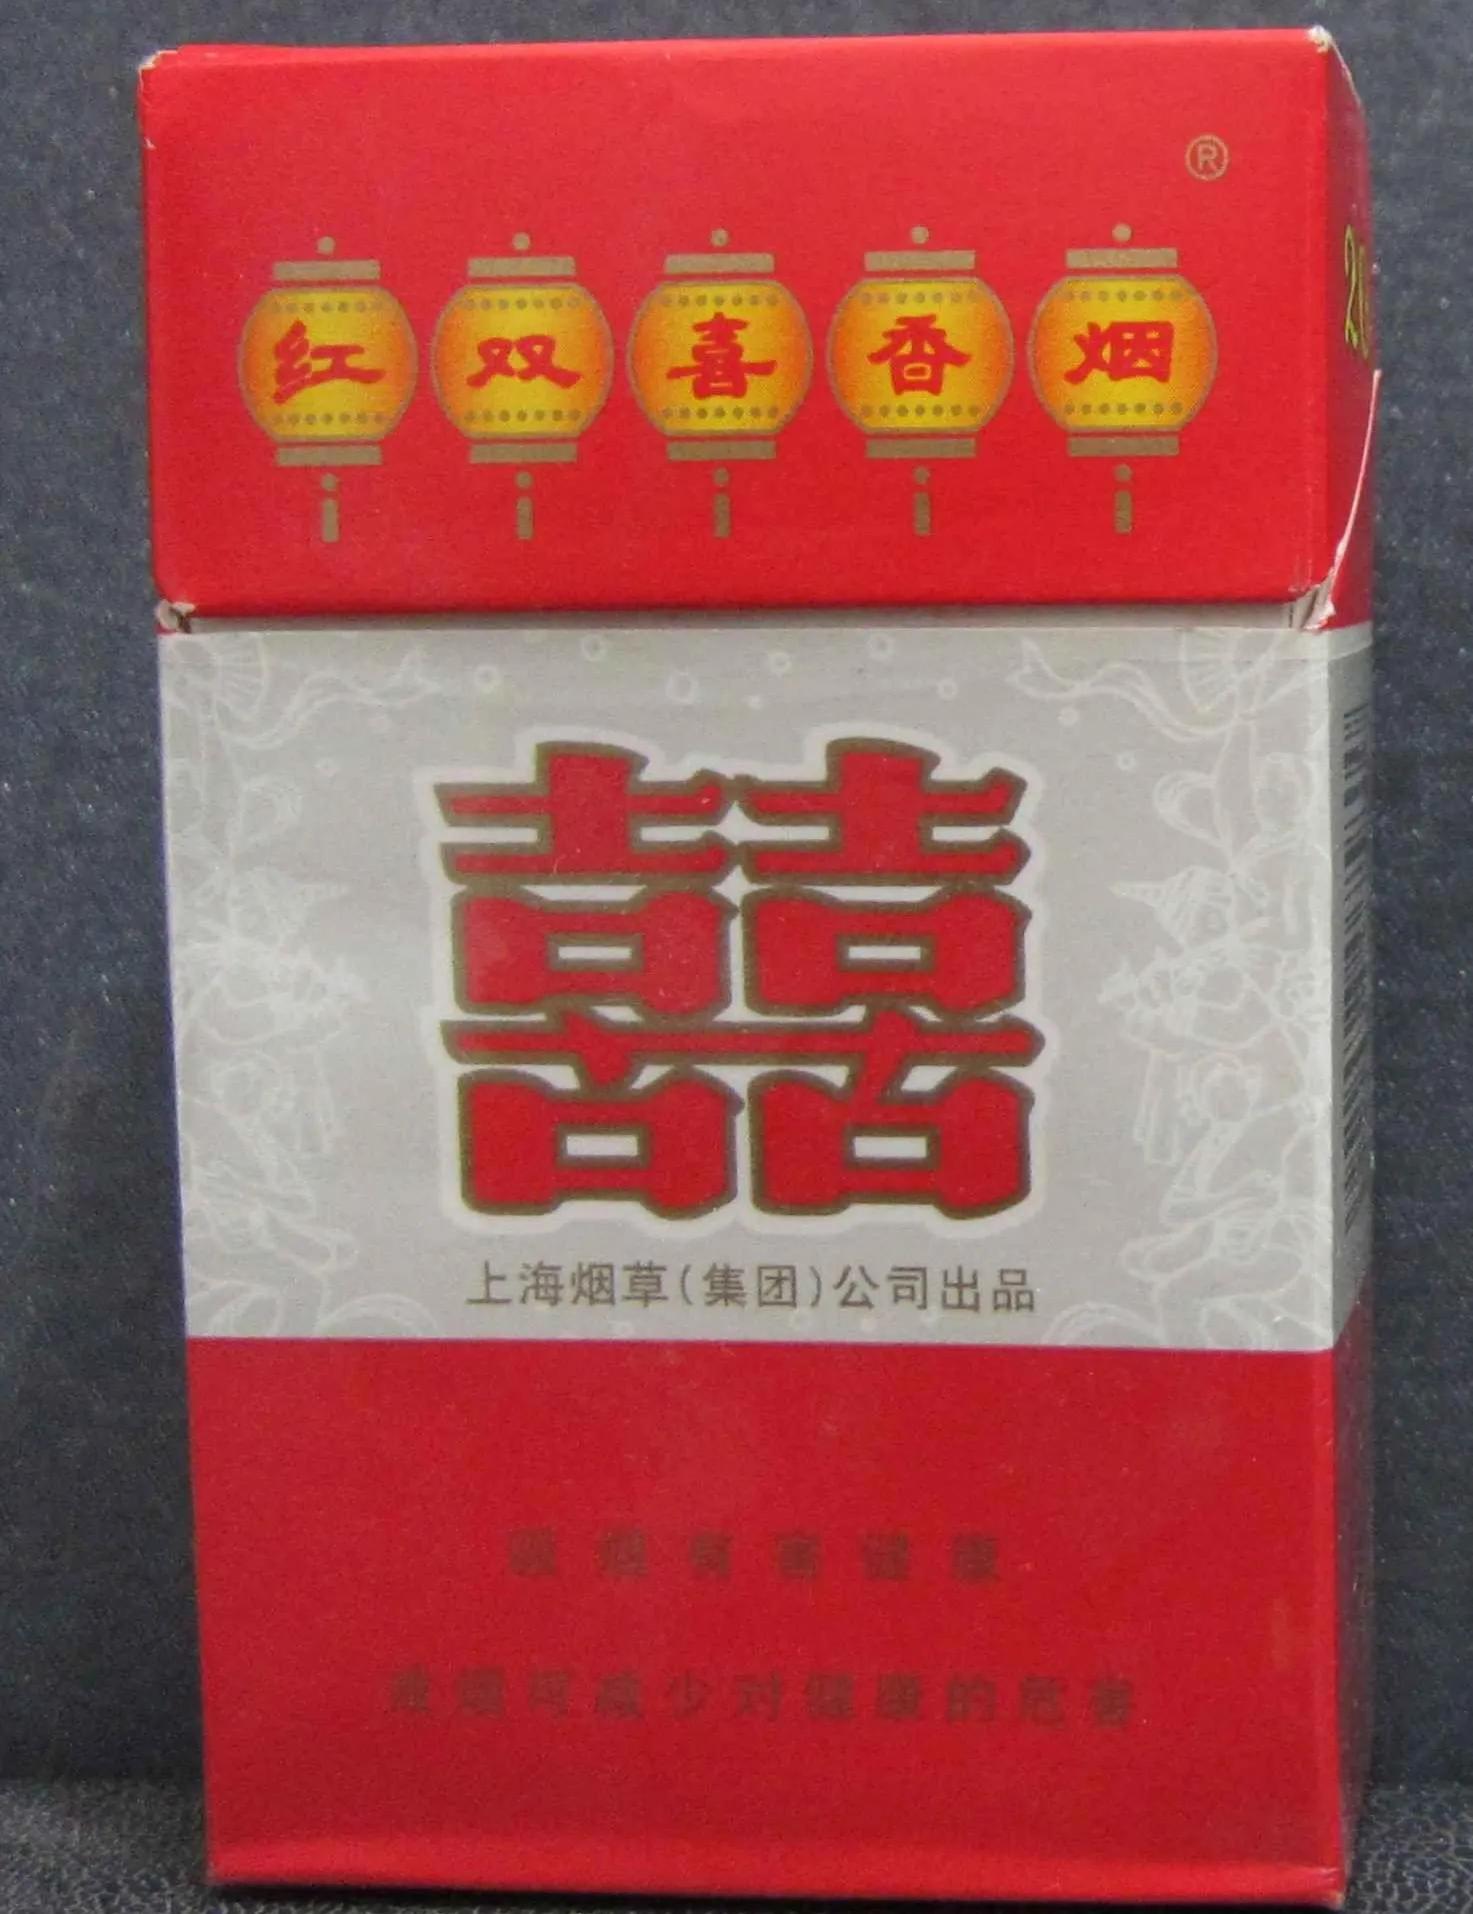 ®
红双喜香烟
囍
上海烟草(集团)公司出品
吸烟有害健康
戒烟可减少对健康的危害